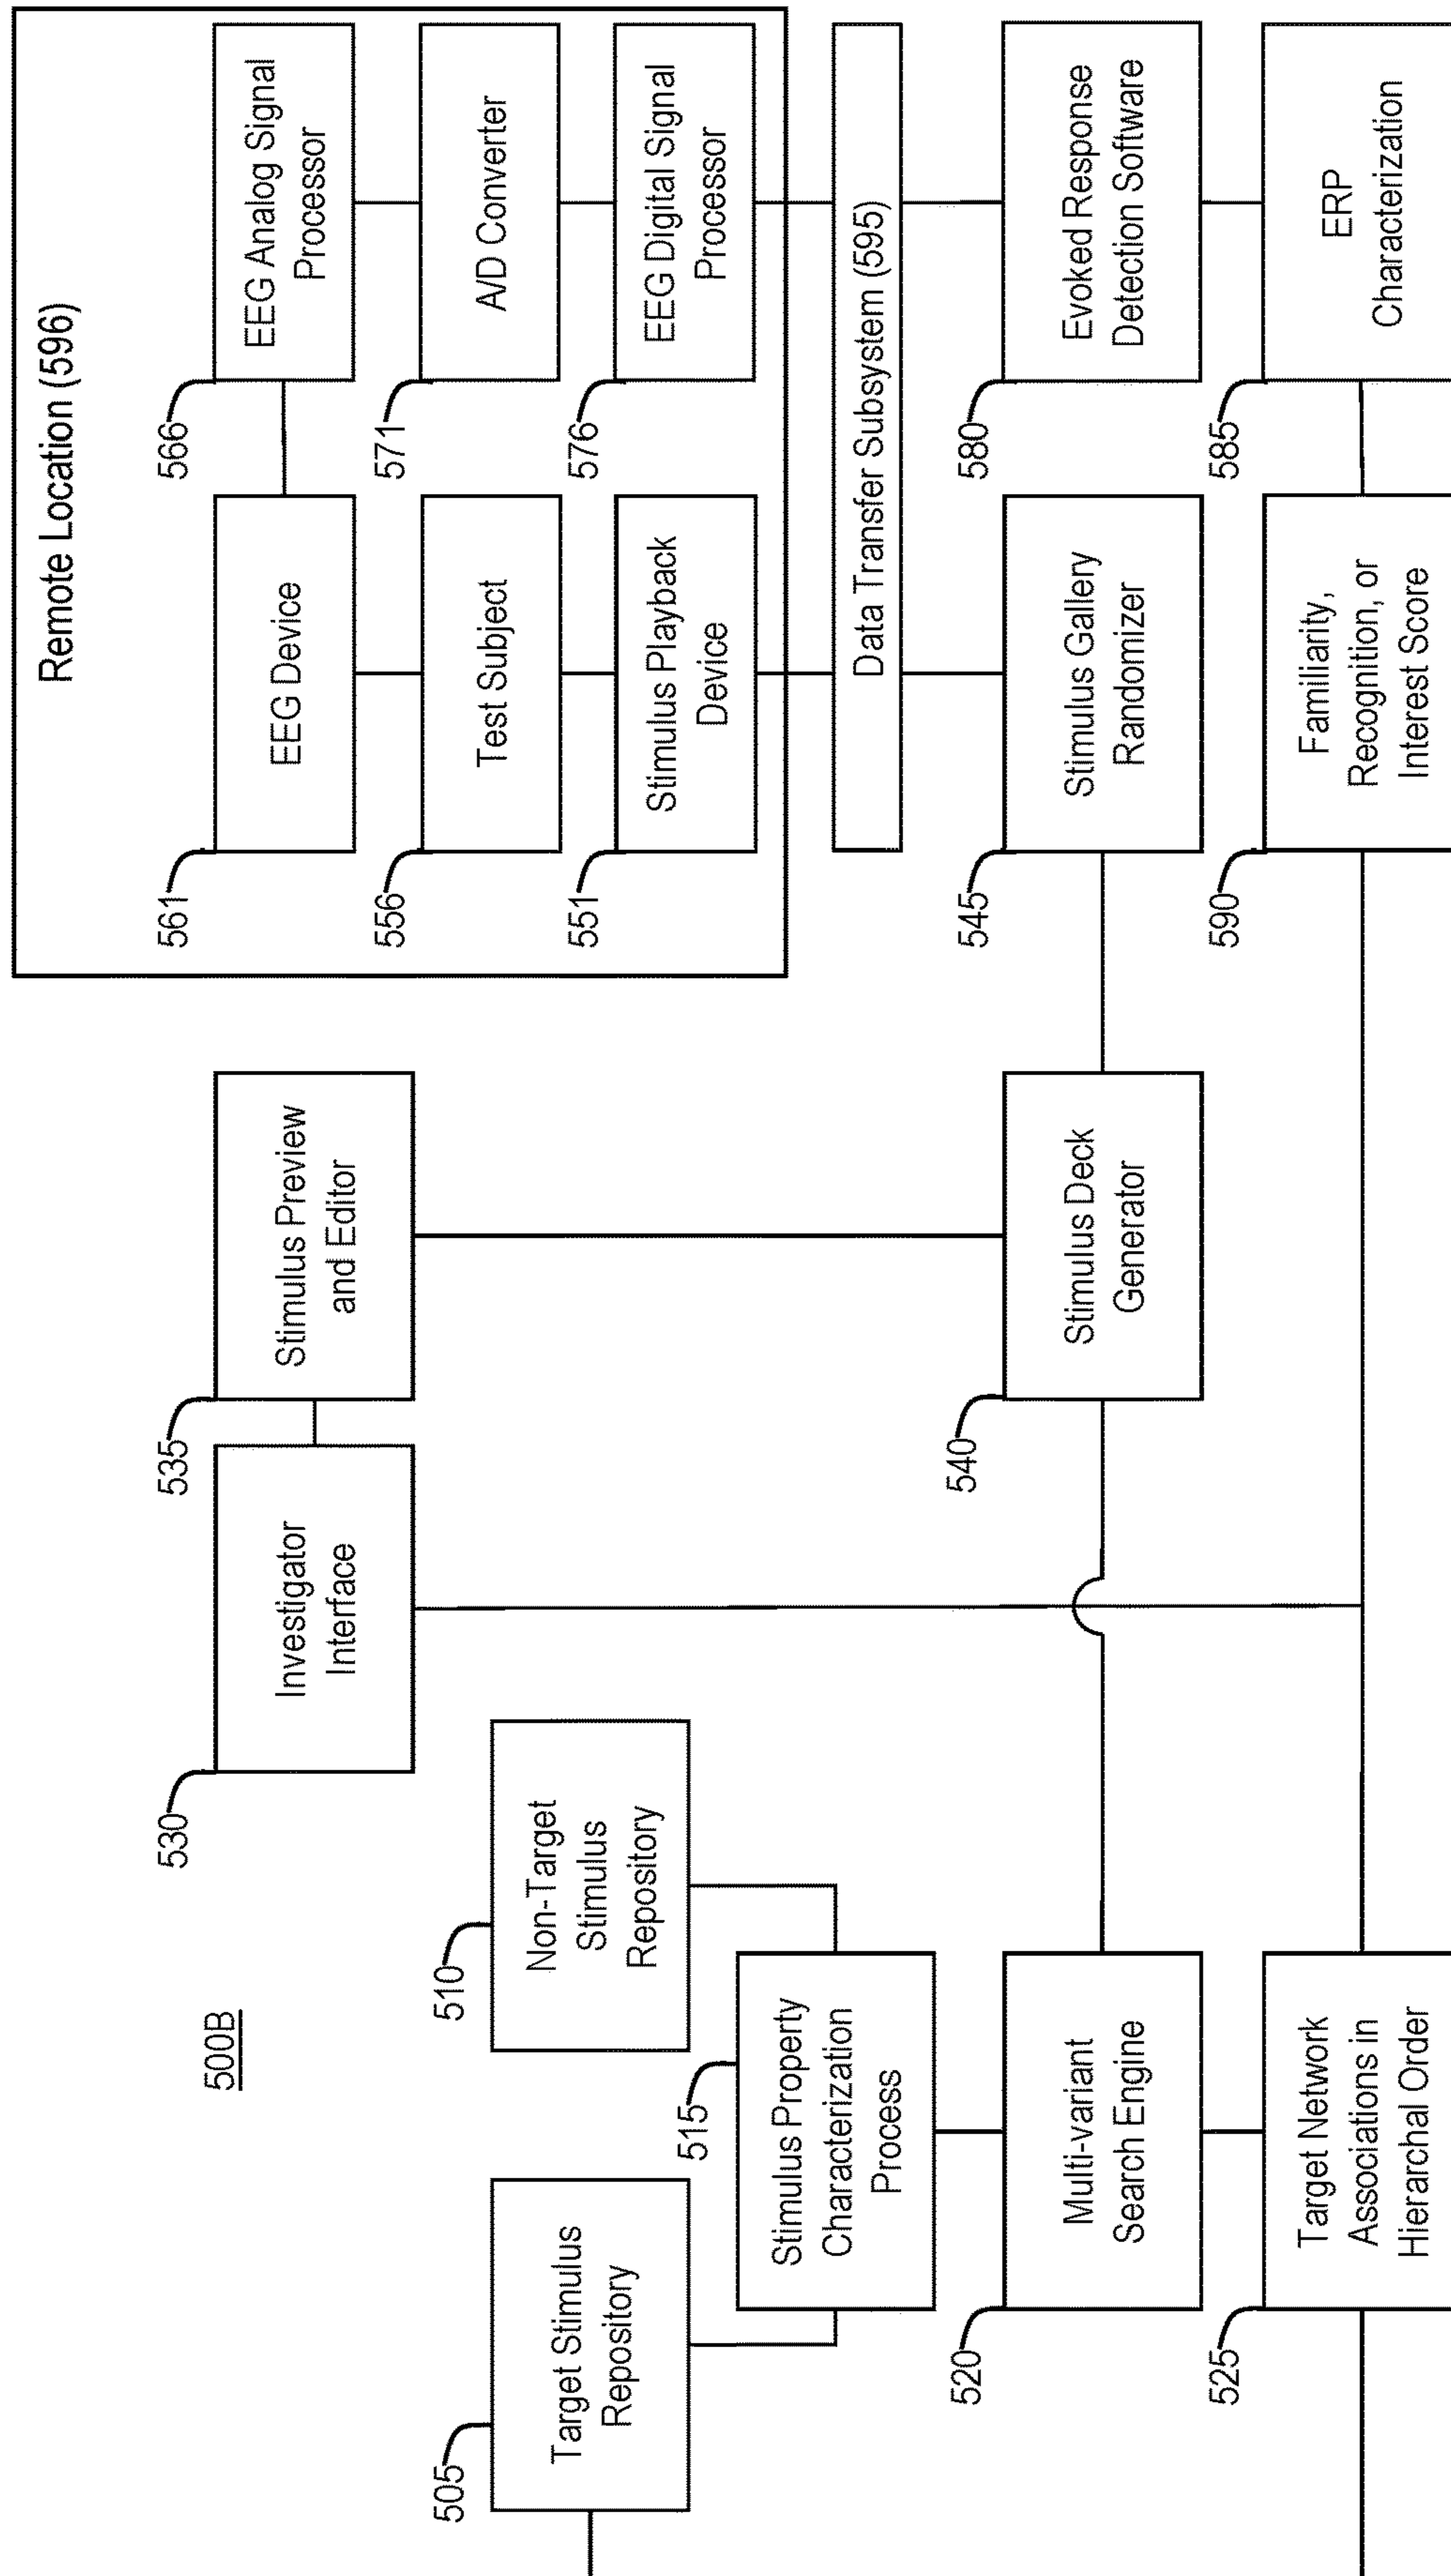 500B
505
Target Stimulus
Repository
510
Non-Target
Stimulus
Repository
515
Stimulus Property
Characterization
Process
520
Multi-variant
Search Engine
525
Target Network
Associations in
Hierarchal Order
530
Investigator
Interface
535
Stimulus Preview
and Editor
540
Stimulus Deck
Generator
Remote Location (596)
561
EEG Device
566
EEG Analog Signal
Processor
556
Test Subject
571
A/D Converter
551
Stimulus Playback
Device
576
EEG Digital Signal
Processor
Data Transfer Subsystem (595)
545
Stimulus Gallery
Randomizer
580
Evoked Response
Detection Software
590
Familiarity,
Recognition, or
Interest Score
585
ERP
Characterization